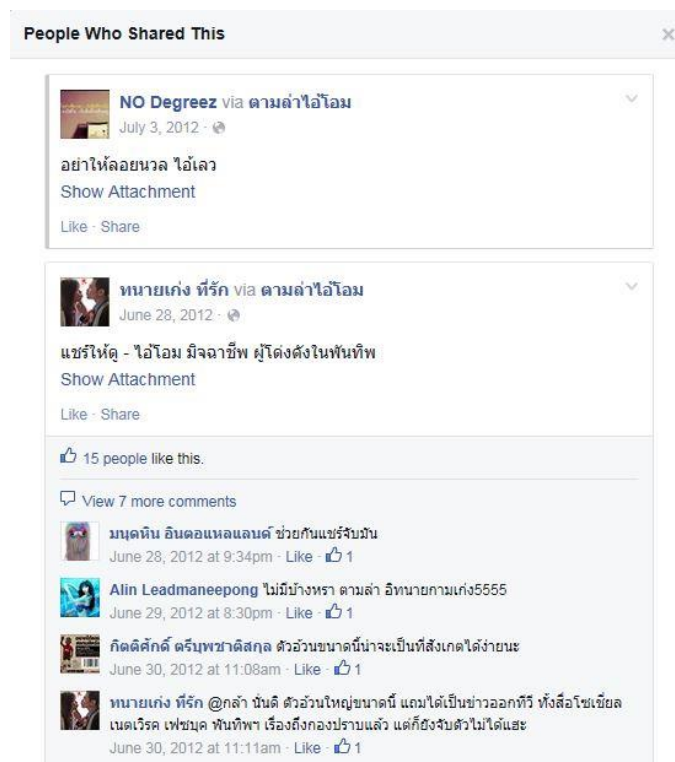 People Who Shared This
NO Degreez via ตามล่าไอ้โอม
July 3, 2012
อย่าให้ลอยนวล ไอ้เลว
Show Attachment
Like · Share
ทนายเก่ง ที่รัก via ตามล่าไอ้โอม
June 28, 2012
แชร์ให้ดู - ไอ้โอม มิจฉาชีพ ผู้โด่งดังในพันทิพ
Show Attachment
Like · Share
15 people like this.
View 7 more comments
มนุดหิน อินดอแหลแลนด์ ช่วยกันแชร์จับมัน
June 28, 2012 at 9:34pm · Like · 1
Alin Leadmaneepong ไม่มีบ้างหรา ตามล่า อีทนายกามเก่ง5555
June 29, 2012 at 8:30pm · Like · 1
กิตติศักดิ์ ตรีบุพชาติสกุล ตัวอ้วนขนาดนี้น่าจะเป็นที่สังเกตได้ง่ายนะ
June 30, 2012 at 11:08am · Like · 1
ทนายเก่ง ที่รัก @กล้า นั่นดิ ตัวอ้วนใหญ่ขนาดนี้ แถมได้เป็นข่าวออกทีวี ทั้งสื่อโซเชี่ยล
เนตเวิรค เฟซบุค พันทิพฯ เรื่องถึงกองปราบแล้ว แต่ก็ยังจับตัวไม่ได้แฮะ
June 30, 2012 at 11:11am · Like · 1